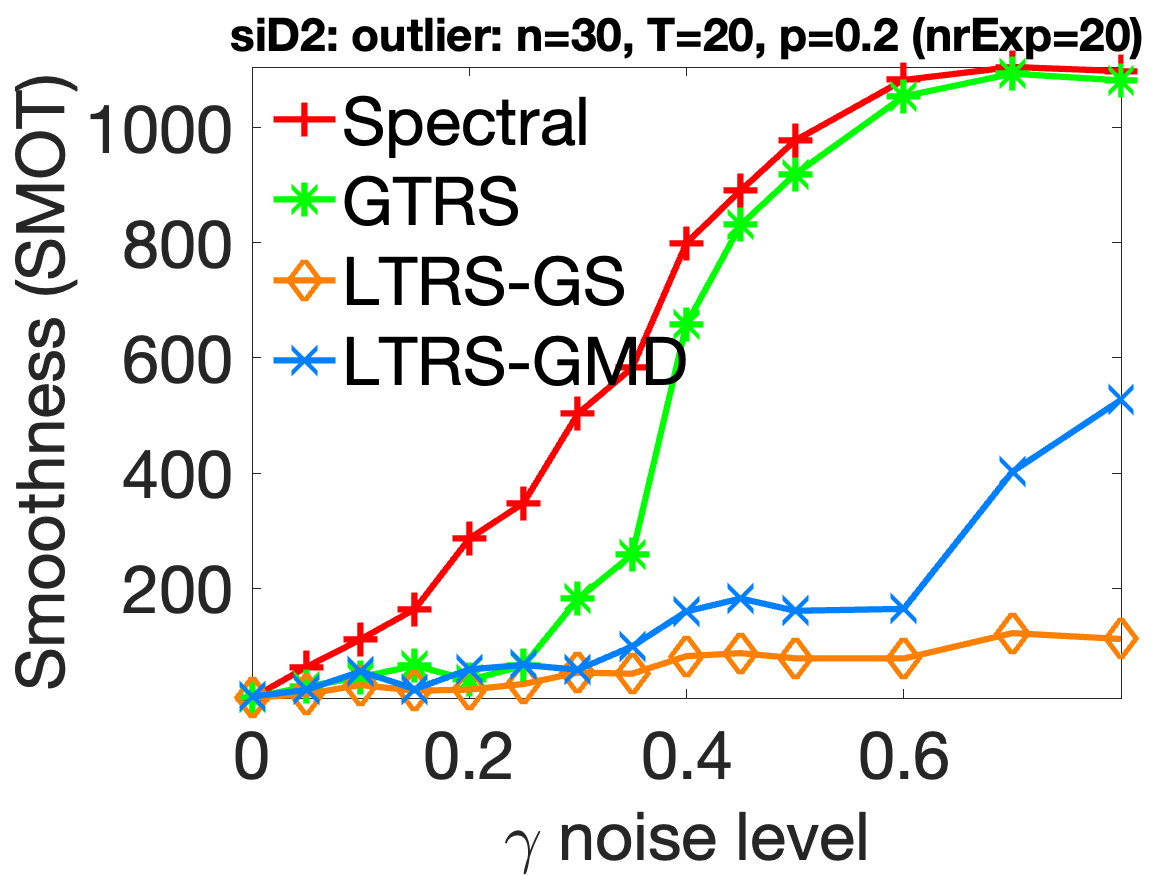 siD2: outlier: n=30, T=20, p=0.2 (nrExp=20)
Smoothness (SMOT)
1000
800
600
400
200
Spectral
GTRS
LTRS-GS
LTRS-GMD
0 0.2 0.4 0.6
γ noise level